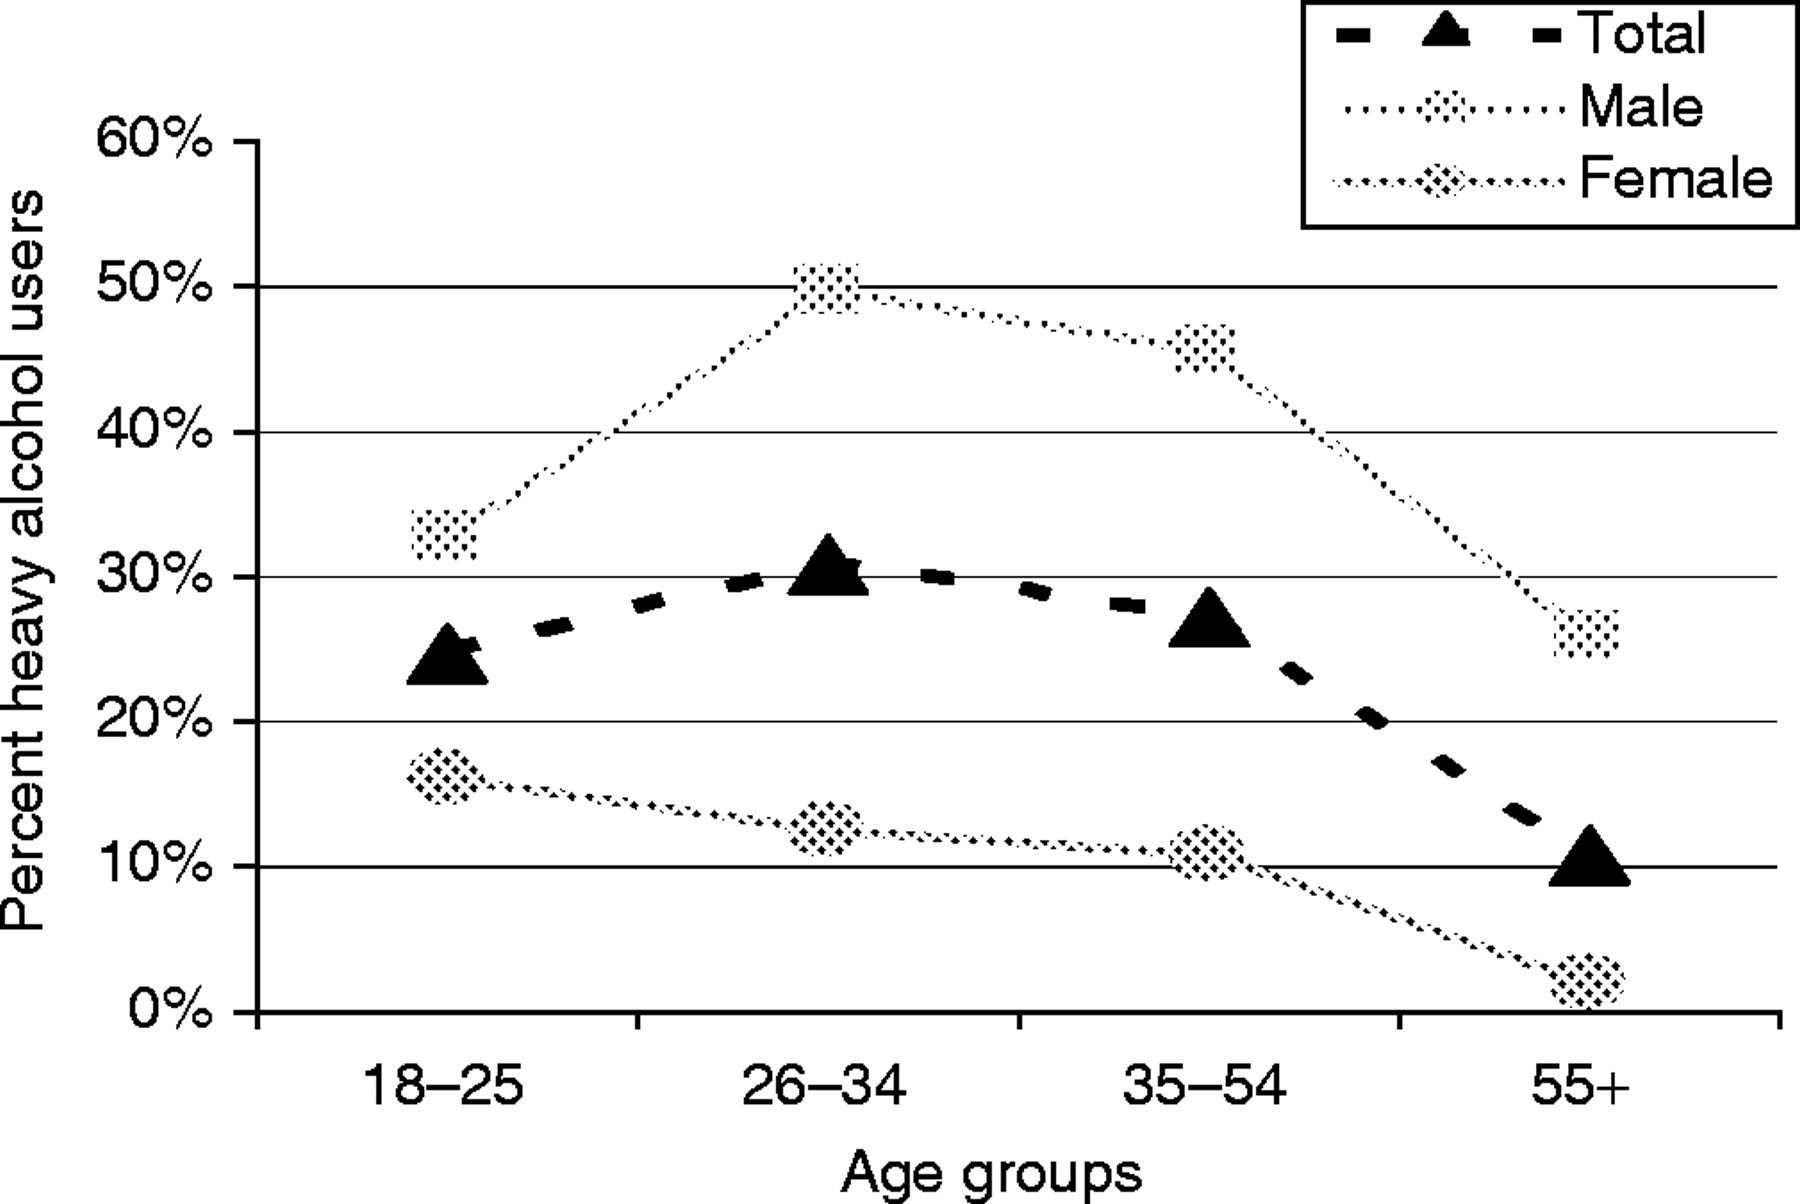 Total
Male
Female
60%
50%
40%
30%
20%
10%
0%
Percent heavy alcohol users
18–25 26–34 35–54 55+
Age groups